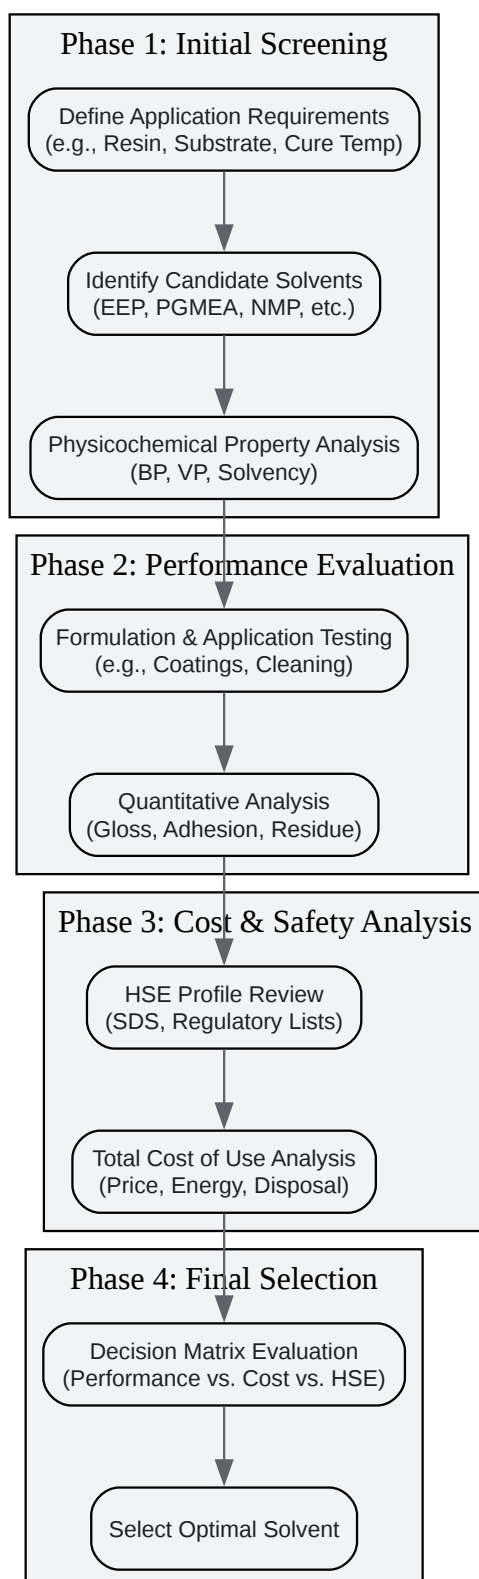 Phase 1: Initial Screening
Define Application Requirements
(e.g., Resin, Substrate, Cure Temp)
Identify Candidate Solvents
(EEP, PGMEA, NMP, etc.)
Physicochemical Property Analysis
(BP, VP, Solvency)
Phase 2: Performance Evaluation
Formulation & Application Testing
(e.g., Coatings, Cleaning)
Quantitative Analysis
(Gloss, Adhesion, Residue)
Phase 3: Cost & Safety Analysis
HSE Profile Review
(SDS, Regulatory Lists)
Total Cost of Use Analysis
(Price, Energy, Disposal)
Phase 4: Final Selection
Decision Matrix Evaluation
(Performance vs. Cost vs. HSE)
Select Optimal Solvent